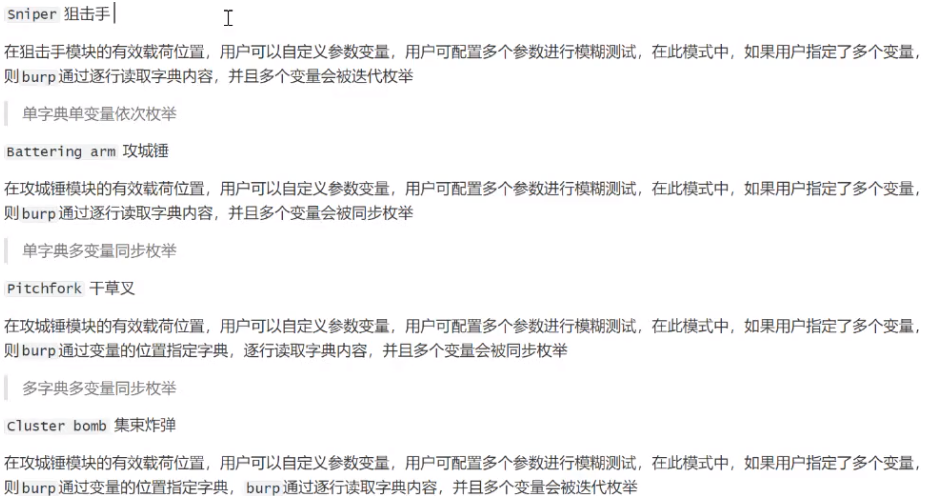 Sniper 狙击手
在狙击手模块的有效载荷位置，用户可以自定义参数变量，用户可配置多个参数进行模糊测试，在此模式中，如果用户指定了多个变量，
则burp通过逐行读取字典内容，并且多个变量会被迭代枚举
单字典单变量依次枚举
Battering arm 攻城锤
在攻城锤模块的有效载荷位置，用户可以自定义参数变量，用户可配置多个参数进行模糊测试，在此模式中，如果用户指定了多个变量，
则burp通过逐行读取字典内容，并且多个变量会被同步枚举
单字典多变量同步枚举
Pitchfork 干草叉
在攻城锤模块的有效载荷位置，用户可以自定义参数变量，用户可配置多个参数进行模糊测试，在此模式中，如果用户指定了多个变量，
则burp通过变量的位置指定字典，逐行读取字典内容，并且多个变量会被同步枚举
多字典多变量同步枚举
Cluster bomb 集束炸弹
在攻城锤模块的有效载荷位置，用户可以自定义参数变量，用户可配置多个参数进行模糊测试，在此模式中，如果用户指定了多个变量，
则burp通过变量的位置指定字典，burp通过逐行读取字典内容，并且多个变量会被迭代枚举